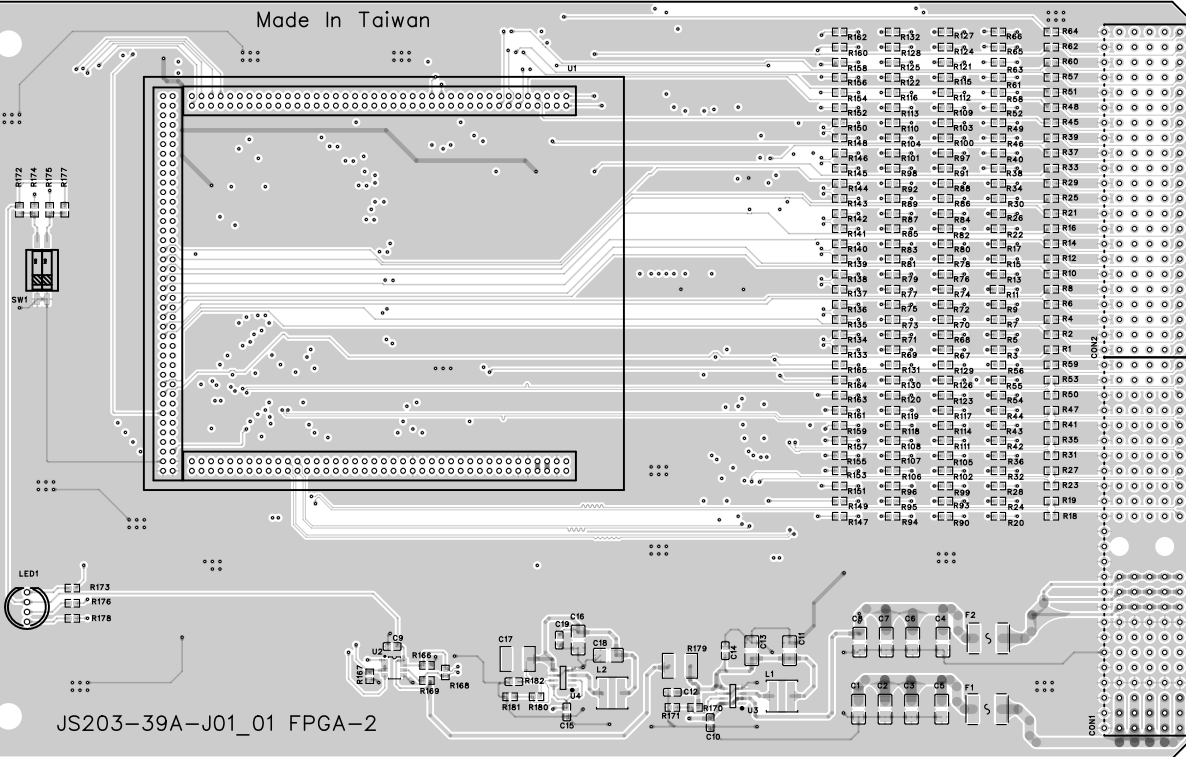 Made In Taiwan
U1
R162 R132 R127 R66 R64
R160 R128 R124 R65 R62
R158 R125 R121 R63 R60
R156 R122 R115 R61 R57
R154 R116 R112 R58 R51
R152 R113 R109 R52 R48
R150 R110 R103 R49 R45
R148 R104 R100 R46 R39
R146 R101 R97 R40 R37
R145 R98 R91 R38 R33
R144 R92 R88 R34 R29
R143 R89 R86 R30 R25
R142 R87 R84 R26 R21
R141 R85 R82 R22 R16
R140 R83 R80 R17 R14
R139 R81 R78 R15 R12
R138 R79 R76 R13 R10
R137 R77 R74 R11 R8
R136 R75 R72 R9 R6
R135 R73 R70 R7 R4
R134 R71 R68 R5 R2
R133 R69 R67 R3 R1
R165 R131 R129 R56 R59
R164 R130 R126 R55 R53
R163 R120 R123 R54 R50
R161 R119 R117 R44 R47
R159 R118 R114 R43 R41
R157 R108 R111 R42 R35
R155 R107 R105 R36 R31
R153 R106 R102 R32 R27
R151 R96 R99 R28 R23
R149 R95 R93 R24 R19
R147 R94 R90 R20 R18
R172 R174 R175 R177
SW1
CON2
LED1
R173
R176
R178
C9
U2
R167
R166
R169
R168
C17
C19
C16
C18
L2
R182
R181 R180
U4
C15
R179
C14
C13
C11
L1
C12
R171 R170
U3
C10
C8 C7 C6 C4 F2
C1 C2 C3 C5 F1
CON1
JS203-39A-J01_01 FPGA-2